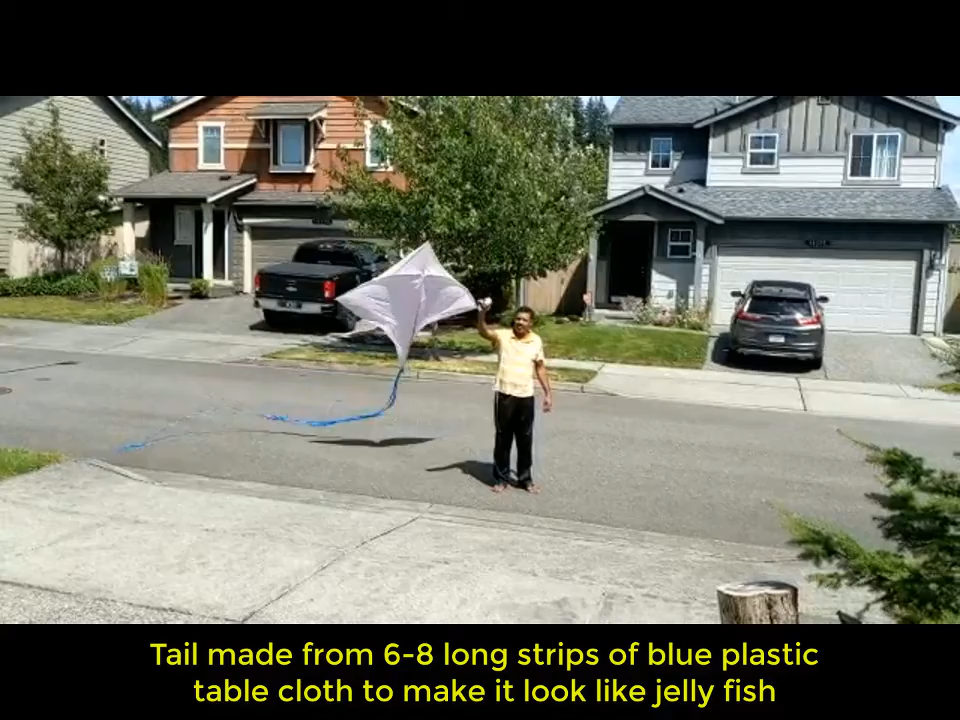 Tail made from 6-8 long strips of blue plastic
table cloth to make it look like jelly fish